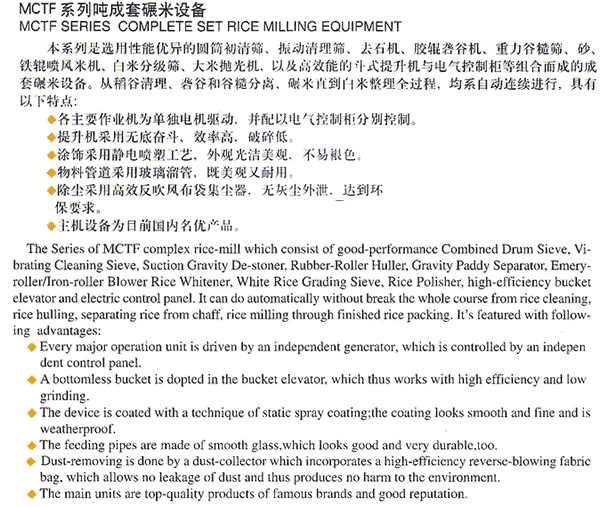 MCTF 系列吨成套碾米设备
MCTF SERIES COMPLETE SET RICE MILLING EQUIPMENT
本系列是选用性能优异的圆筒初清筛、振动清理筛、去石机、胶辊砻谷机、重力谷糙筛、砂、
铁辊喷风米机、白米分级筛、大米抛光机、以及高效能的斗式提升机与电气控制柜等组合而成的成
套碾米设备。从稻谷清理、砻谷和谷糙分离、碾米直到白米整理全过程，均系自动连续进行，具有
以下特点：
◆各主要作业机为单独电机驱动，并配以电气控制柜分别控制。
◆提升机采用无底畚斗，效率高，破碎低。
◆涂饰采用静电喷塑工艺，外观光洁美观，不易褪色。
◆物料管道采用玻璃溜管，既美观又耐用。
◆除尘采用高效反吹风布袋集尘器，无灰尘外泄，达到环
保要求。
◆主机设备为目前国内名优产品。
The Series of MCTF complex rice-mill which consist of good-performance Combined Drum Sieve, Vi-
brating Cleaning Sieve, Suction Gravity De-stoner, Rubber-Roller Huller, Gravity Paddy Separator, Emery-
roller/Iron-roller Blower Rice Whitener, White Rice Grading Sieve, Rice Polisher, high-efficiency bucket
elevator and electric control panel. It can do automatically without break the whole course from rice cleaning,
rice hulling, separating rice from chaff, rice milling through finished rice packing. It's featured with follow-
ing advantages:
◆Every major operation unit is driven by an independent generator, which is controlled by an indepen
dent control panel.
◆A bottomless bucket is dopted in the bucket elevator, which thus works with high efficiency and low
grinding.
◆The device is coated with a technique of static spray coating;the coating looks smooth and fine and is
weatherproof.
◆The feeding pipes are made of smooth glass,which looks good and very durable,too.
◆Dust-removing is done by a dust-collector which incorporates a high-efficiency reverse-blowing fabric
bag, which allows no leakage of dust and thus produces no harm to the environment.
◆The main units are top-quality products of famous brands and good reputation.